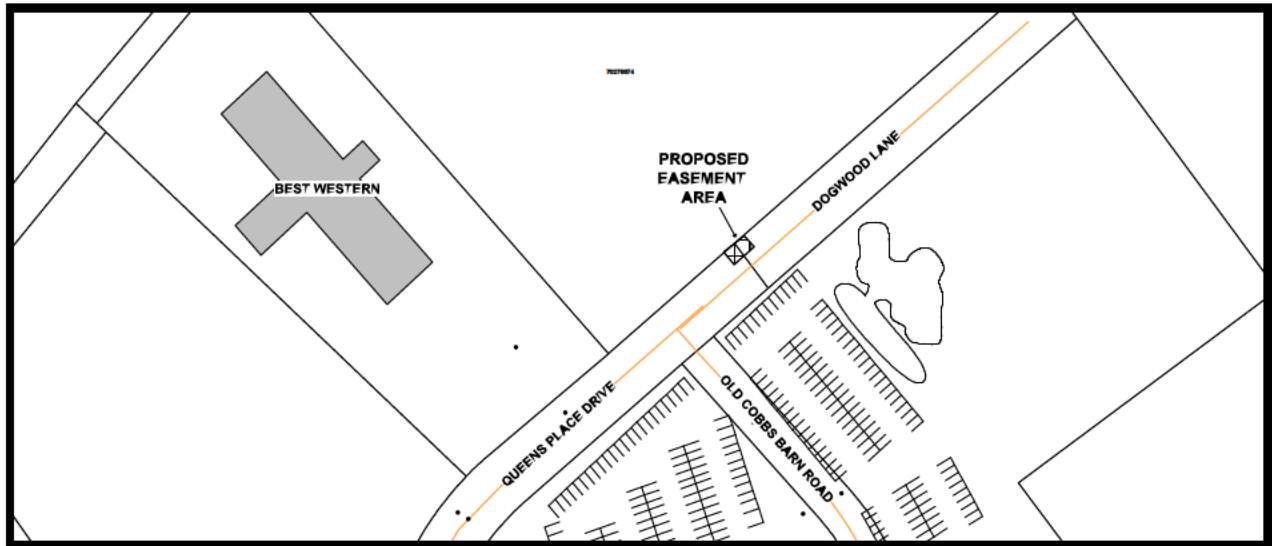 PROPOSED
EASEMENT
AREA
DOGWOOD LANE
BEST WESTERN
QUEENS PLACE DRIVE
OLD COBBS BARN ROAD